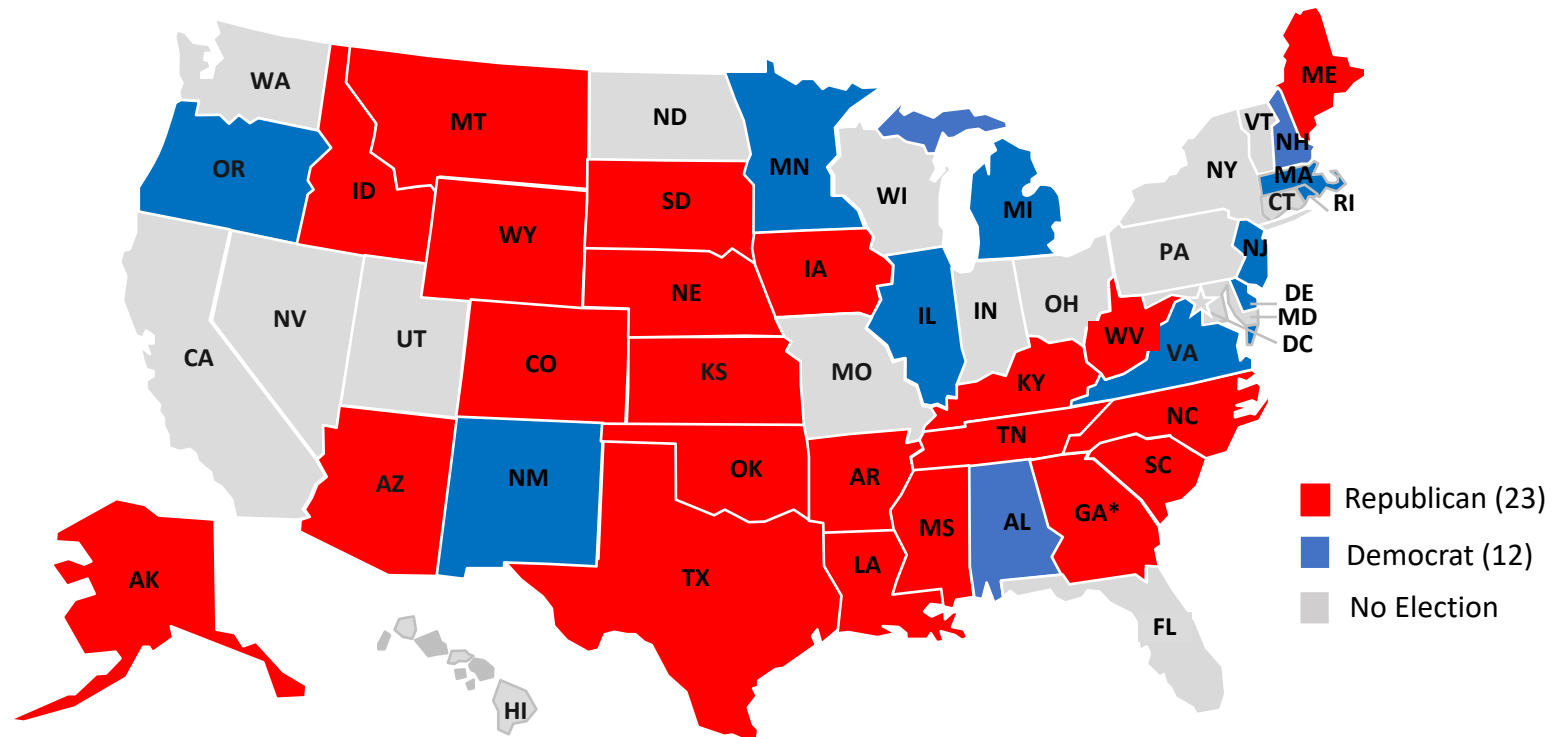 ME
WA
MT
ND
VT
NH
OR
MN
MA
NY
ID
WI
SD
CT
RI
MI
WY
NJ
PA
IA
NE
DE
OH
IN
IL
NV
MD
UT
WV
DC
VA
CA
CO
KS
MO
KY
NC
TN
SC
OK
AR
NM
AZ
Republican (23)
GA*
AL
MS
Democrat (12)
LA
AK
TX
No Election
FL
HI